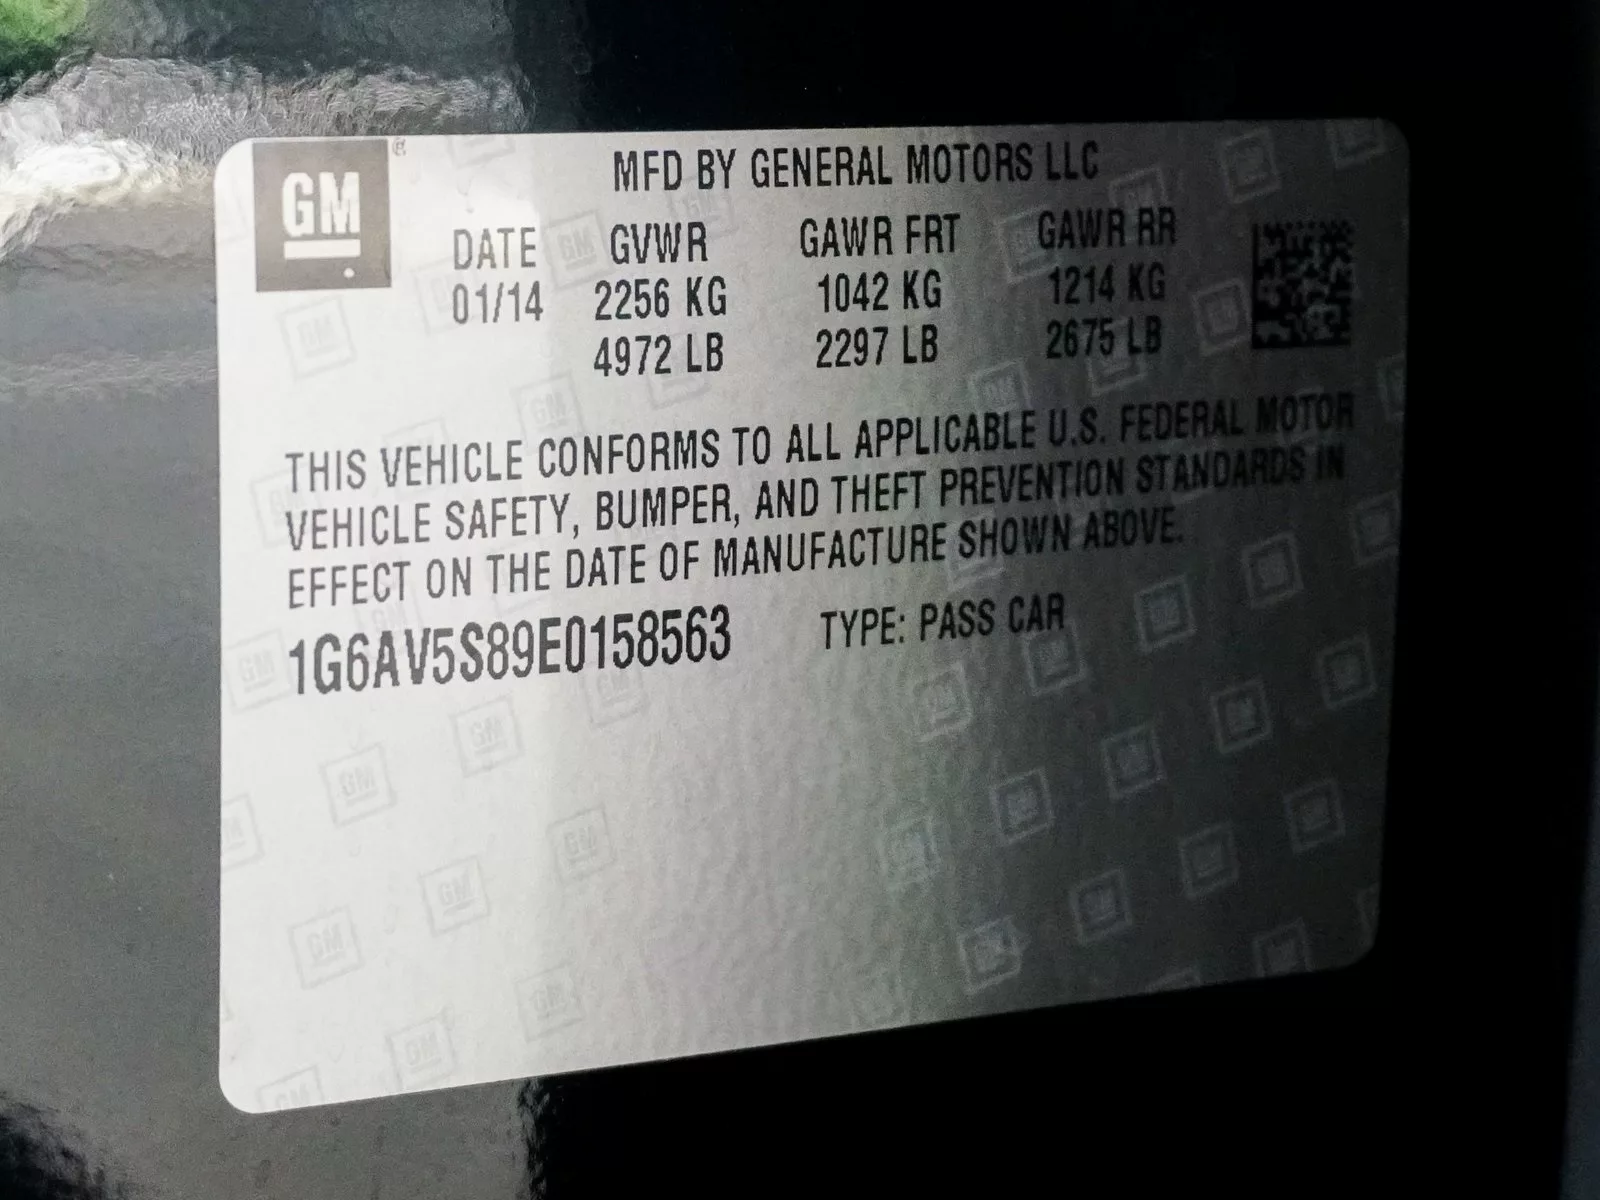 GM
MFD BY GENERAL MOTORS LLC
DATE GVWR GAWR FRT GAWR RR
01/14 2256 KG 1042 KG 1214 KG
4972 LB 2297 LB 2675 LB
THIS VEHICLE CONFORMS TO ALL APPLICABLE U.S. FEDERAL MOTOR
VEHICLE SAFETY, BUMPER, AND THEFT PREVENTION STANDARDS IN
EFFECT ON THE DATE OF MANUFACTURE SHOWN ABOVE.
1G6AV5S89E0158563 TYPE: PASS CAR